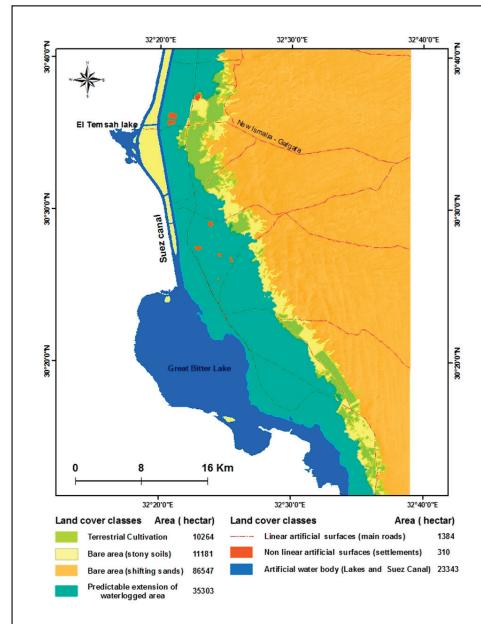 32°20'0"E
32°30'0"E
32°40'0"E
30°40'0"N
30°40'0"N
El Temsah lake
New Ismailia - Gafgafa
Suez canal
30°30'0"N
30°30'0"N
30°20'0"N
30°20'0"N
Great Bitter Lake
0 8 16 Km
32°20'0"E
32°30'0"E
32°40'0"E
Land cover classes Area ( hectar)
Terrestrial Cultivation 10264
Bare area (stony soils) 11181
Bare area (shifting sands) 86547
Predictable extension of
waterlogged area 35303
Land cover classes Area ( hectar)
Linear artificial surfaces (main roads) 1384
Non linear artificial surfaces (settlements) 310
Artificial water body (Lakes and Suez Canal) 23343